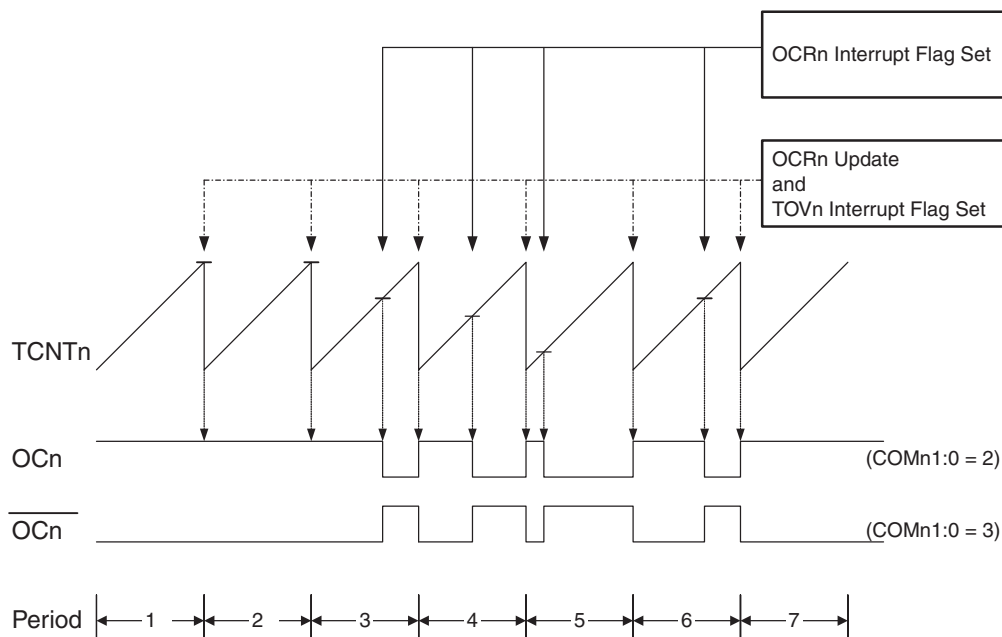 OCRn Interrupt Flag Set
OCRn Update
and
TOVn Interrupt Flag Set
TCNTn
OCn
(COMn1:0 = 2)
OCn
(COMn1:0 = 3)
Period
1
2
3
4
5
6
7